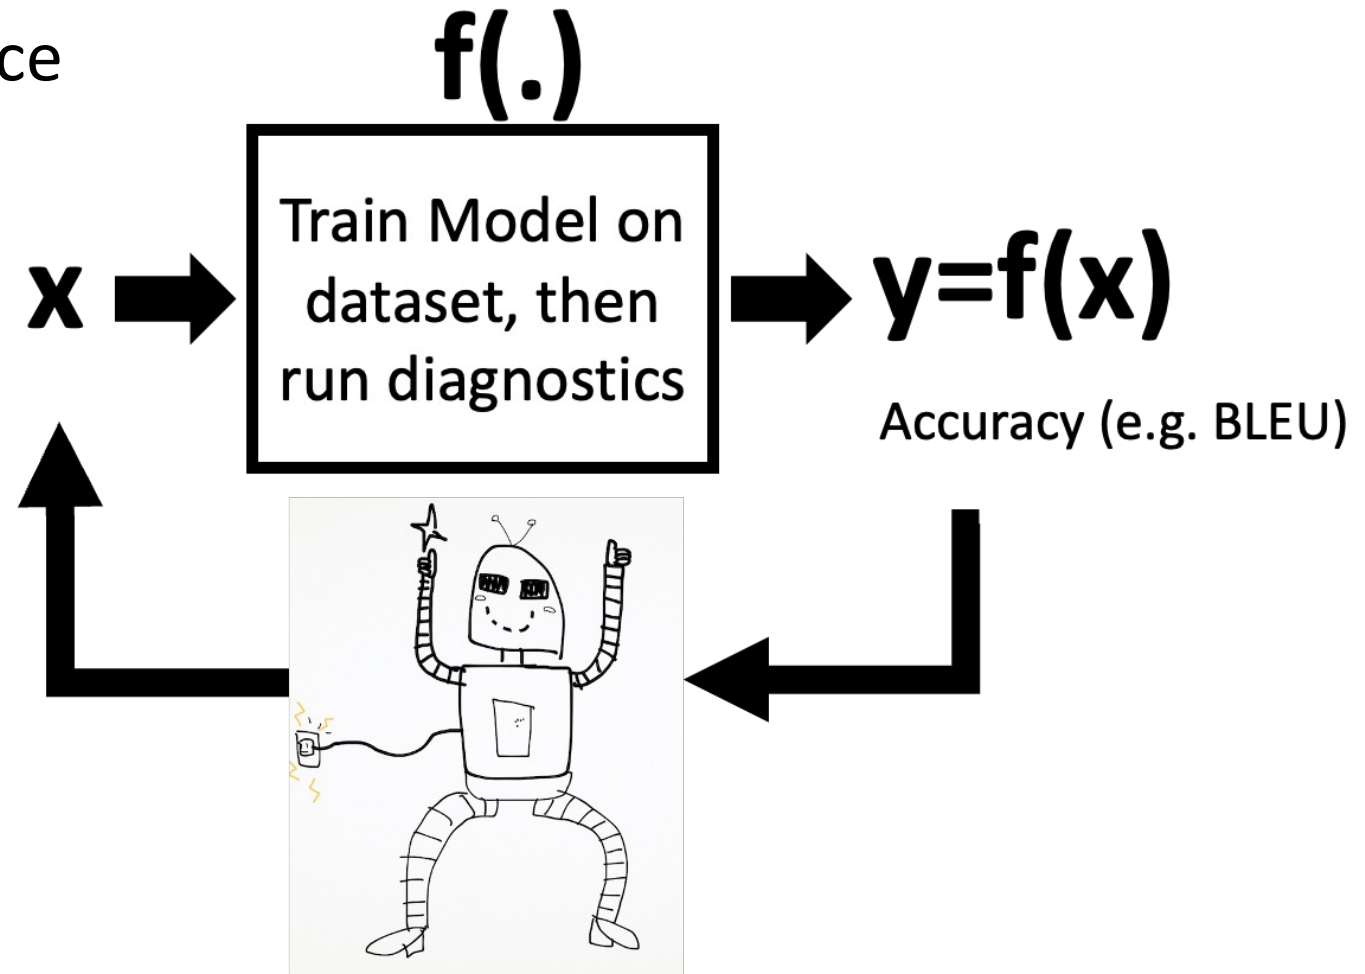 ce
f(.)
Train Model on
dataset, then
run diagnostics
x
y=f(x)
Accuracy (e.g. BLEU)